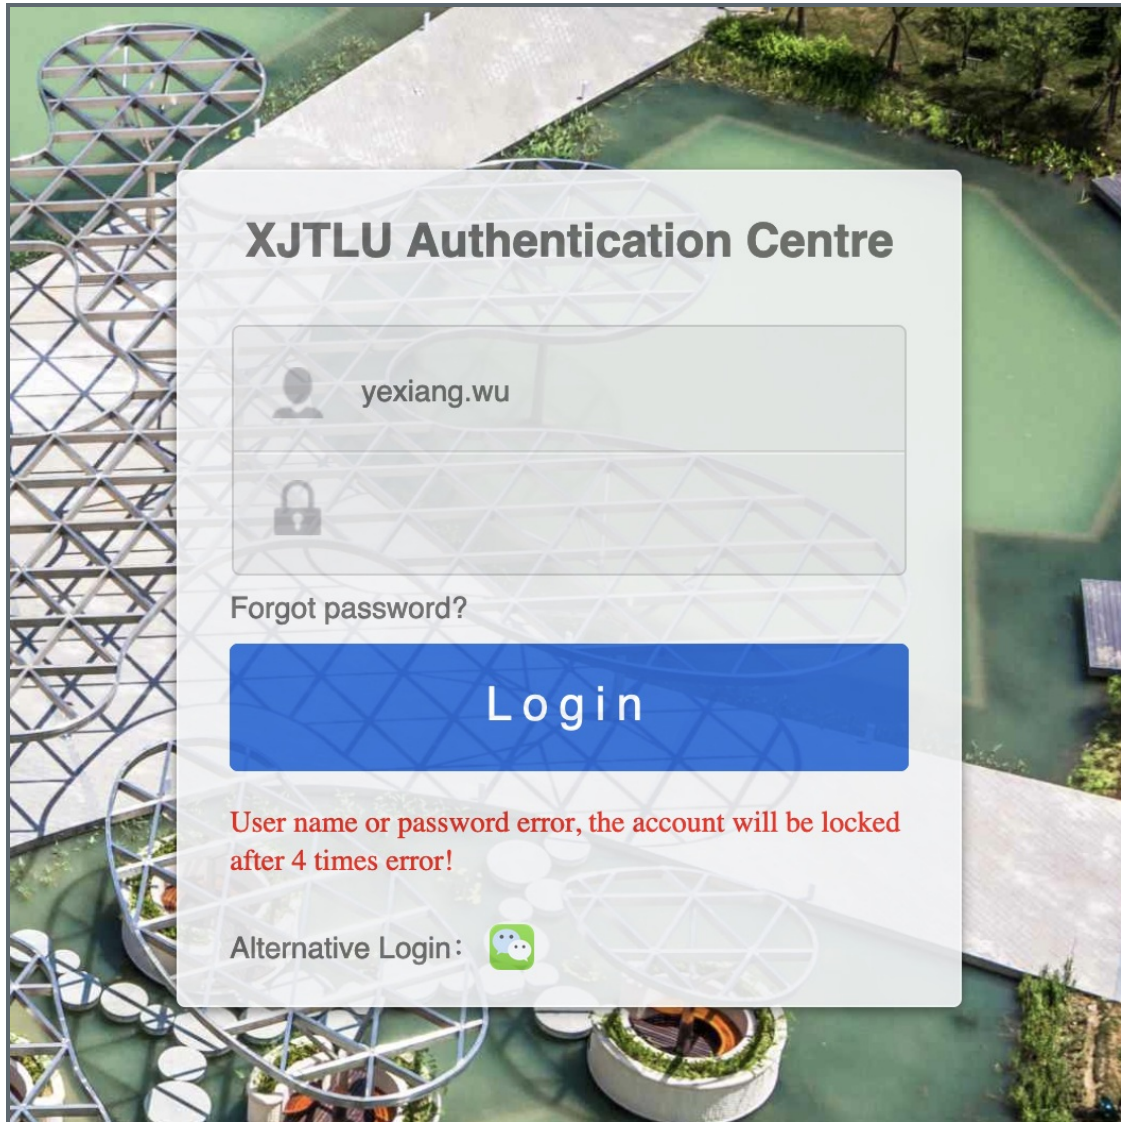 XJTLU Authentication Centre
yexiang.wu
Forgot password?
Login
User name or password error, the account will be locked
after 4 times error!
Alternative Login：